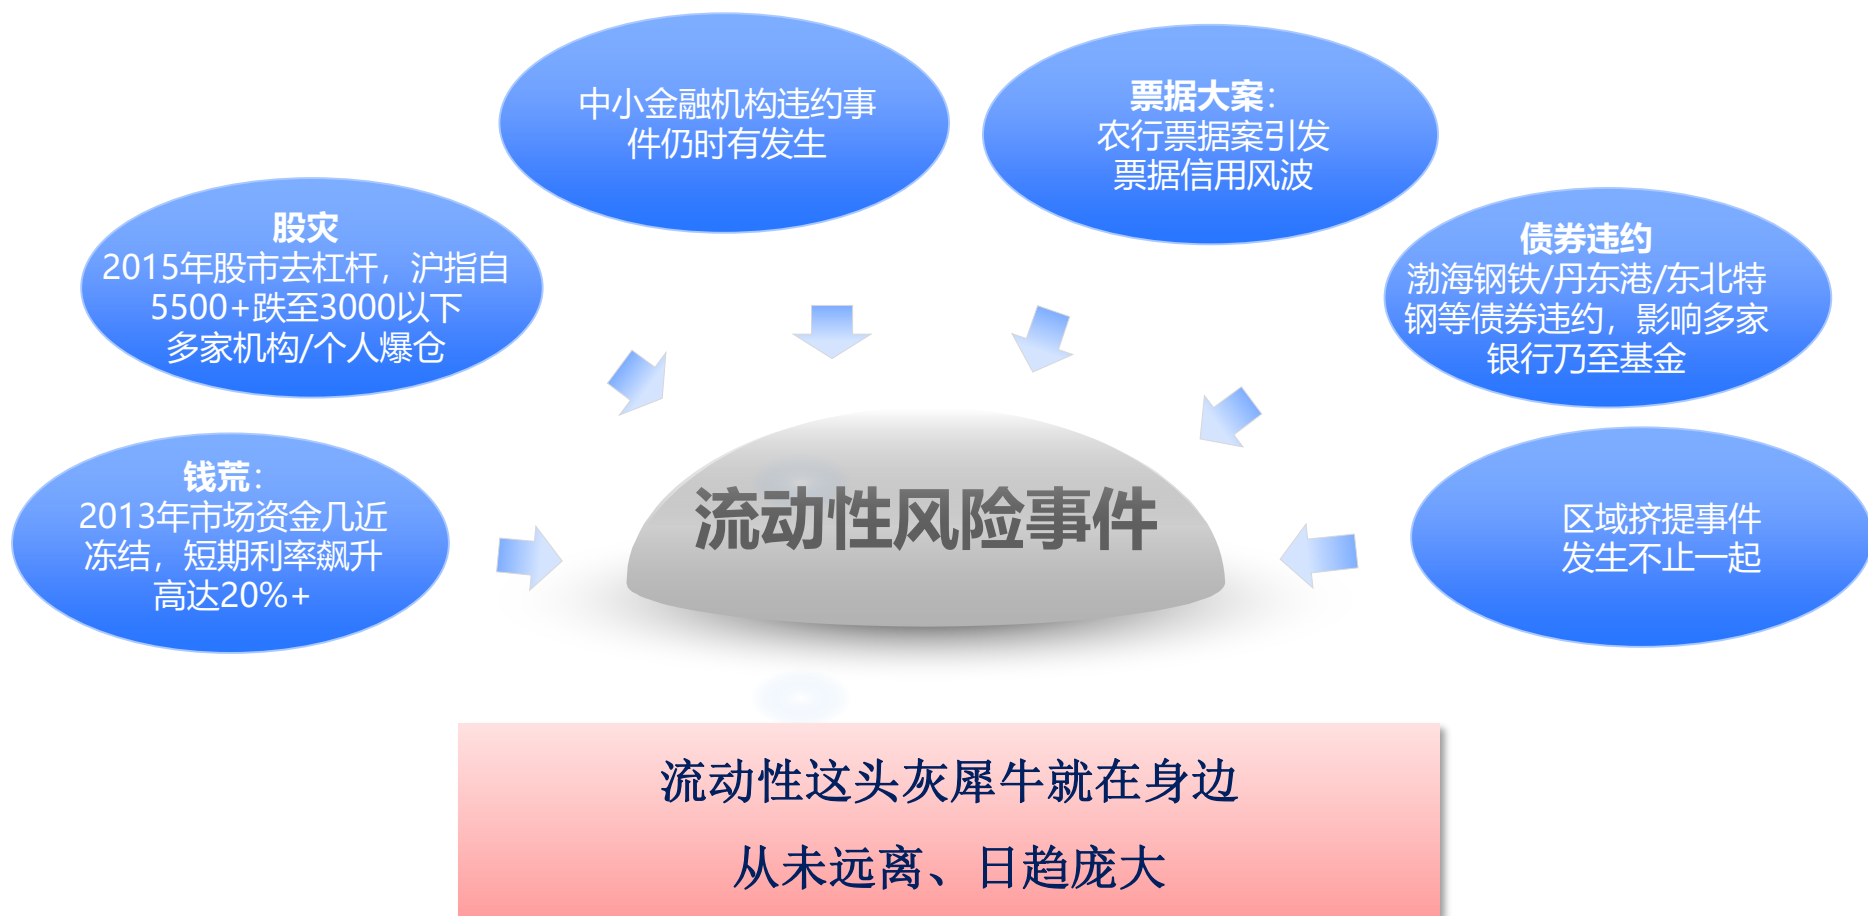 中小金融机构违约事
件仍时有发生
票据大案：
农行票据案引发
票据信用风波
股灾
2015年股市去杠杆，沪指自
5500+跌至3000以下
多家机构/个人爆仓
债券违约
渤海钢铁/丹东港/东北特
钢等债券违约，影响多家
银行乃至基金
钱荒：
2013年市场资金几近
冻结，短期利率飙升
高达20%+
流动性风险事件
区域挤提事件
发生不止一起
流动性这头灰犀牛就在身边
从未远离、日趋庞大